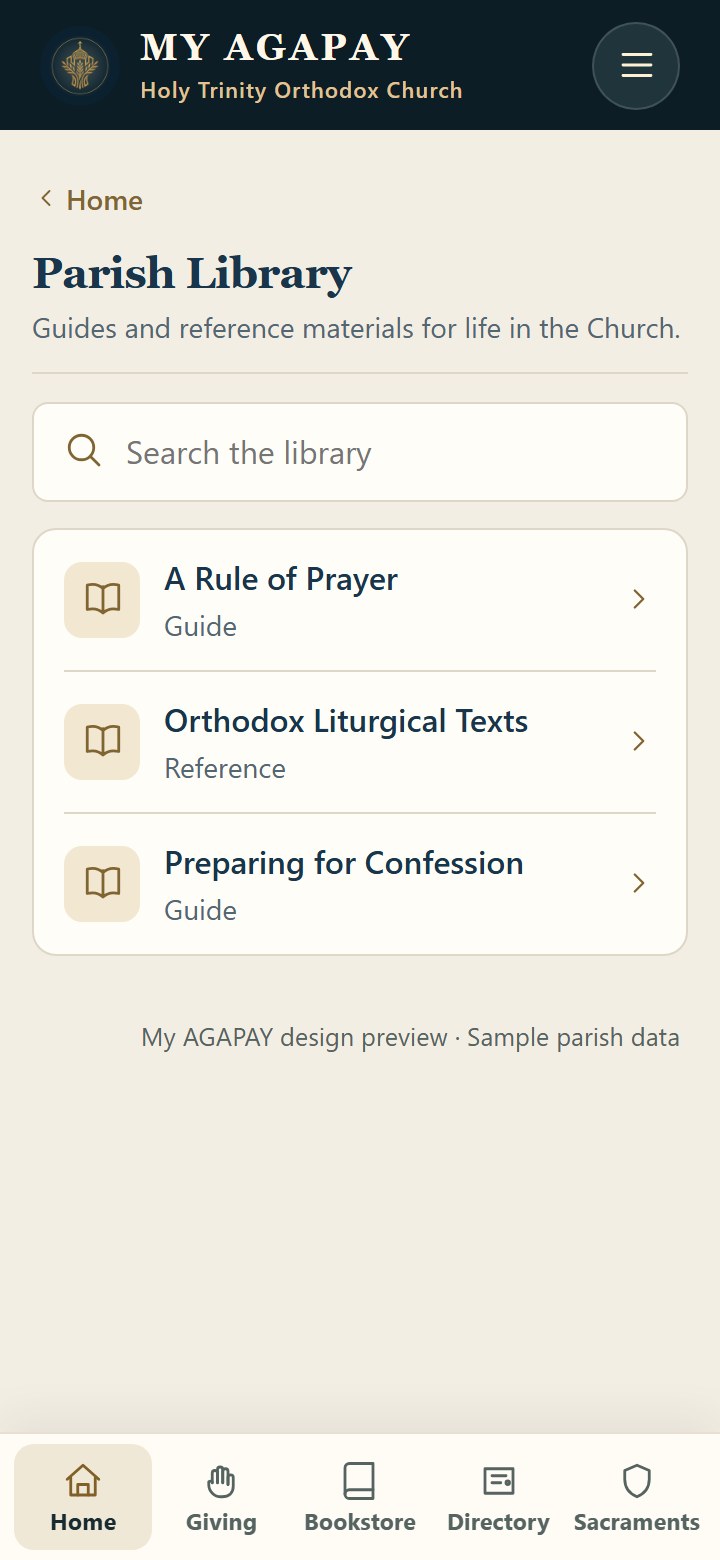 MY AGAPAY
Holy Trinity Orthodox Church
Home
Parish Library
Guides and reference materials for life in the Church.
Search the library
A Rule of Prayer
Guide
Orthodox Liturgical Texts
Reference
Preparing for Confession
Guide
My AGAPAY design preview · Sample parish data
Home Giving Bookstore Directory Sacraments